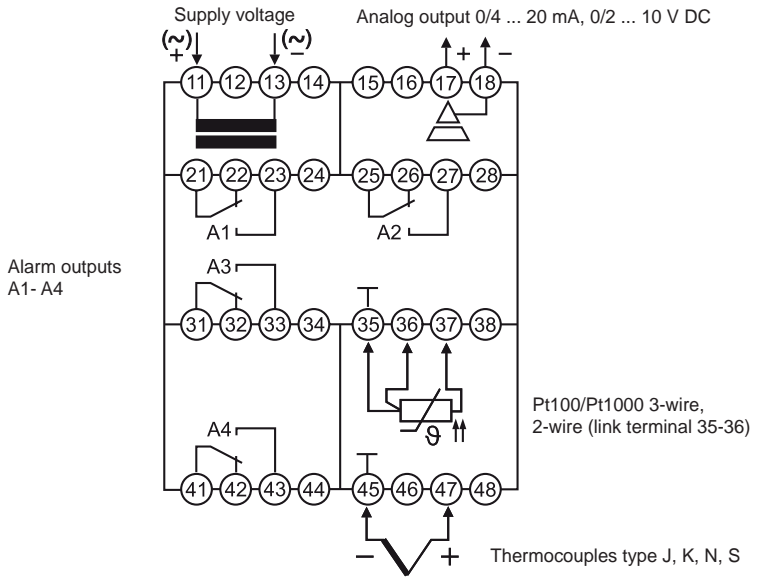 Supply voltage
Analog output 0/4 ... 20 mA, 0/2 ... 10 V DC
(~)
+
(~)
–
+
–
11 12 13 14 15 16 17 18
21 22 23 24 25 26 27 28
A1
A2
Alarm outputs
A1- A4
A3
31 32 33 34 35 36 37 38
Pt100/Pt1000 3-wire,
2-wire (link terminal 35-36)
ϑ
A4
41 42 43 44 45 46 47 48
–
+
Thermocouples type J, K, N, S